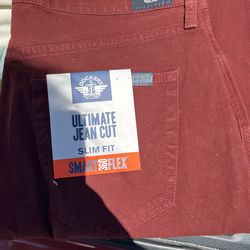 DOCKERS
ULTIMATE
JEAN CUT
SLIM FIT
SMART 360 FLEX